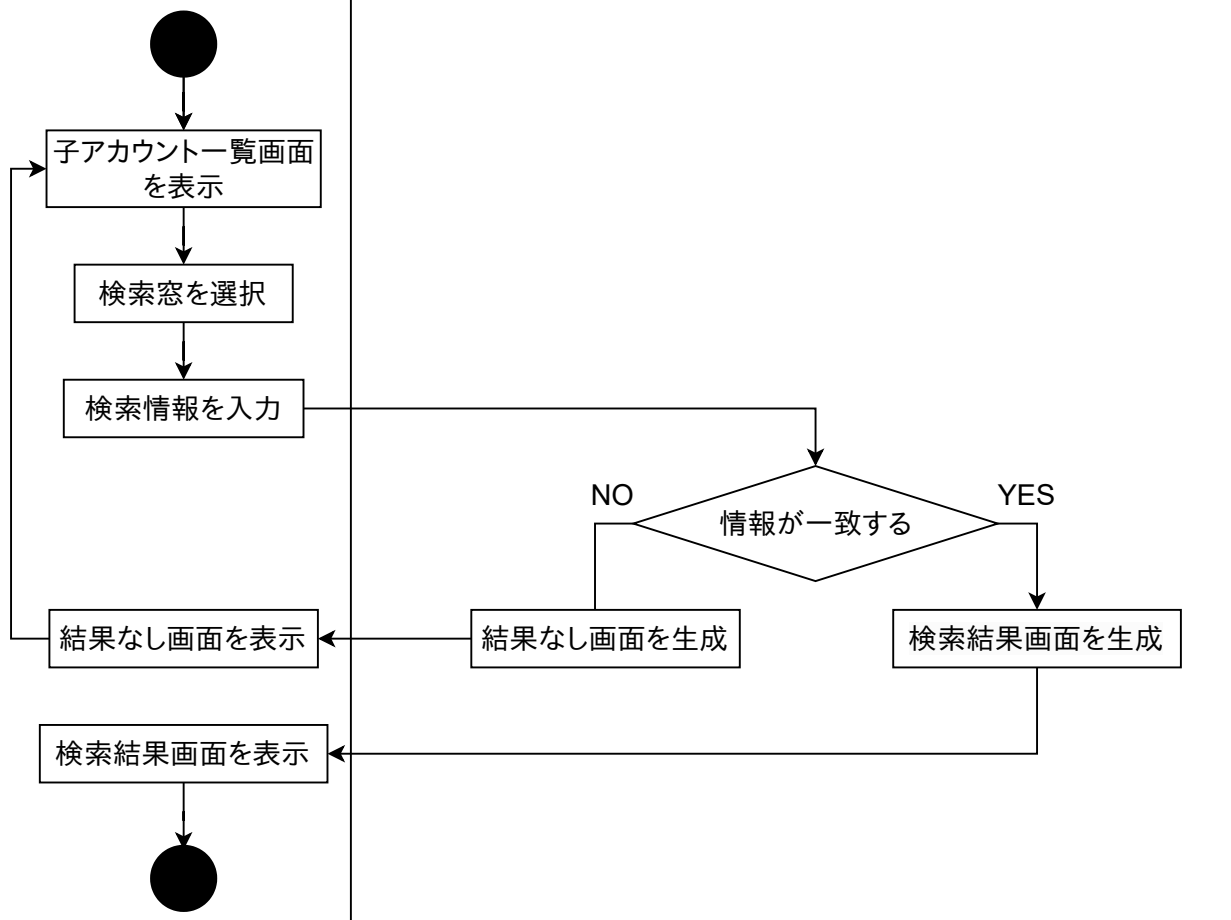 子アカウント一覧画面
を表示
検索窓を選択
検索情報を入力
NO
YES
情報が一致する
結果なし画面を表示
結果なし画面を生成
検索結果画面を生成
検索結果画面を表示